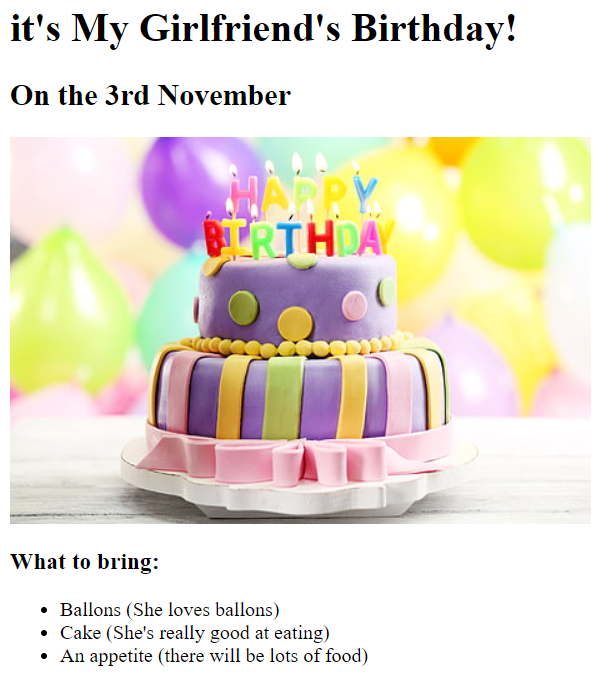 it's My Girlfriend's Birthday!
On the 3rd November
HAPPY
BIRTHDAY
What to bring:
Ballons (She loves ballons)
Cake (She's really good at eating)
An appetite (there will be lots of food)